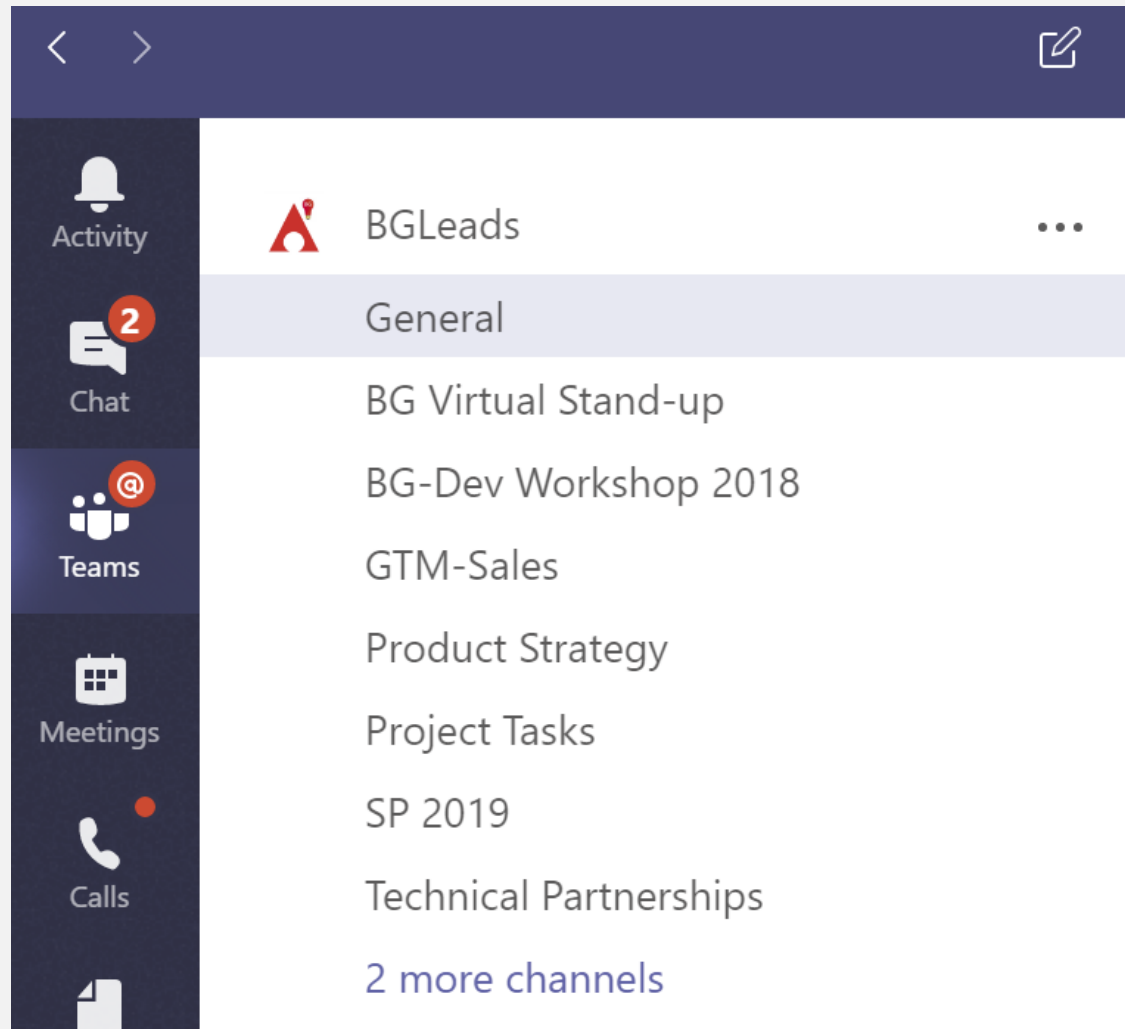 Activity
2
Chat
@
Teams
Meetings
Calls
BGLeads
General
BG Virtual Stand-up
BG-Dev Workshop 2018
GTM-Sales
Product Strategy
Project Tasks
SP 2019
Technical Partnerships
2 more channels